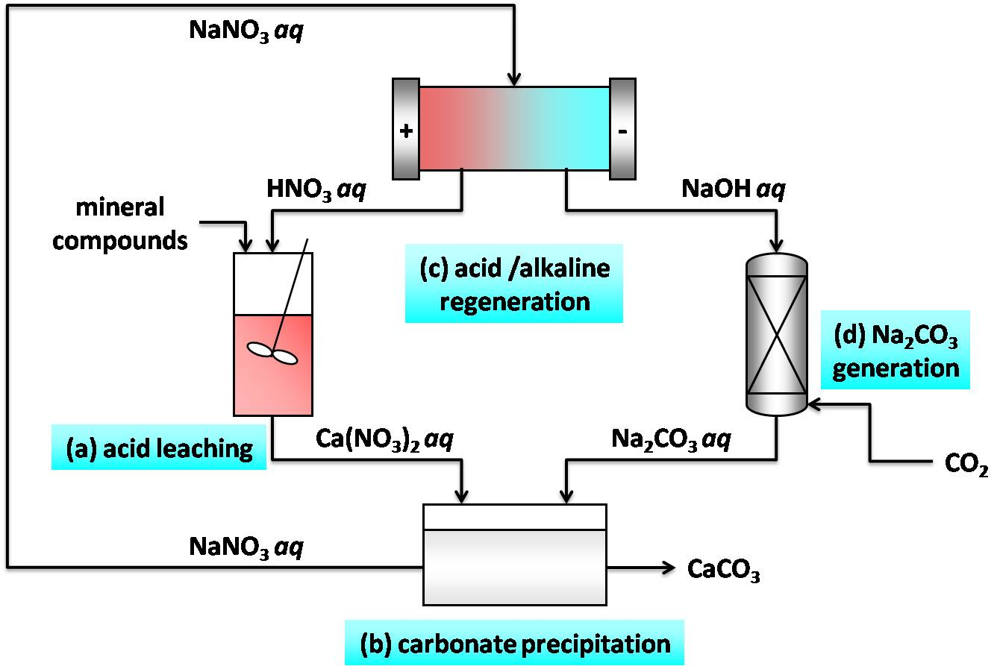 NaNO₃ aq
+
-
HNO₃ aq
NaOH aq
mineral
compounds
(c) acid /alkaline
regeneration
(d) Na₂CO₃
generation
(a) acid leaching
Ca(NO₃)₂ aq
Na₂CO₃ aq
CO₂
NaNO₃ aq
CaCO₃
(b) carbonate precipitation